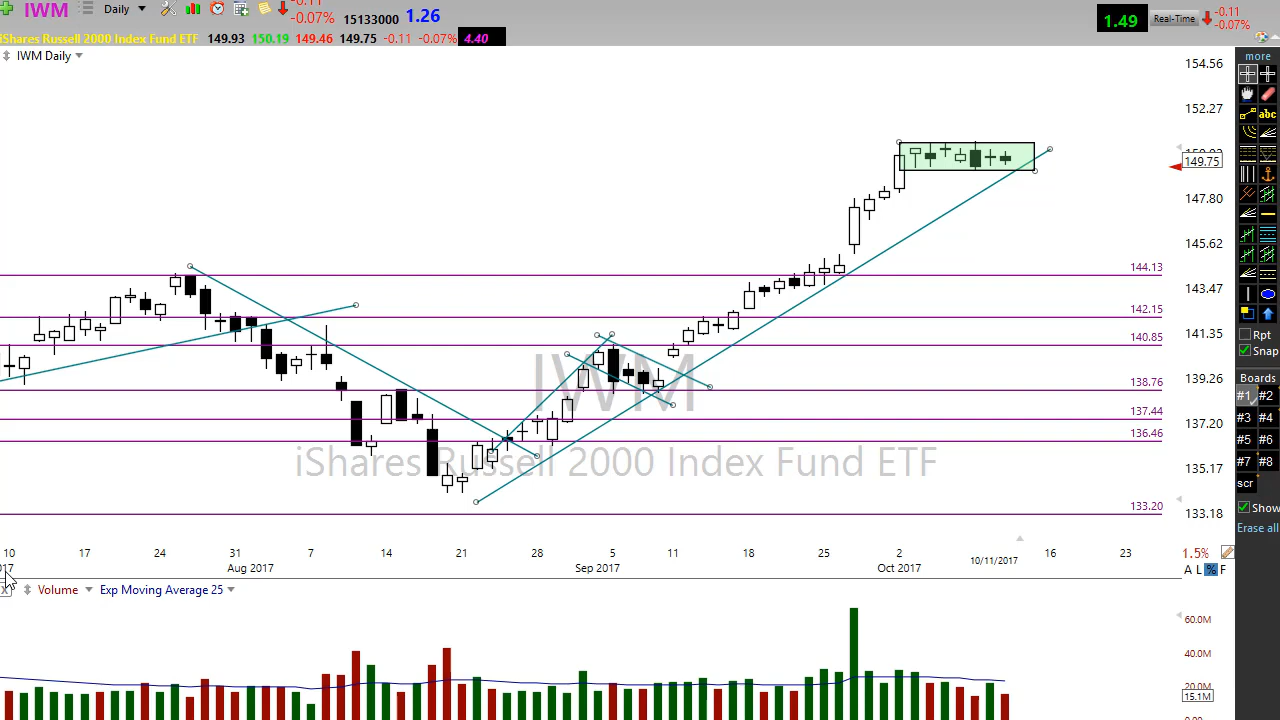 IWM Daily -0.11 -0.07% 15133000 1.26 1.49 Real-Time -0.11 -0.07%
iShares Russell 2000 Index Fund ETF 149.93 150.19 149.46 149.75 -0.11 -0.07% 4.40
IWM Daily
more
154.56
152.27
149.75
147.80
145.62
144.13
143.47
142.15
141.35
140.85
139.26
138.76
137.44
137.20
136.46
135.17
133.20
133.18
IWM
iShares Russell 2000 Index Fund ETF
abc
Rpt
Snap
Boards
#1 #2
#3 #4
#5 #6
#7 #8
scr
Show
Erase all
10 17 24 31 7 14 21 28 5 11 18 25 2 10/11/2017 16 23
Aug 2017 Sep 2017 Oct 2017
1.5%
A L % F
X Volume Exp Moving Average 25
60.0M
40.0M
20.0M
15.1M